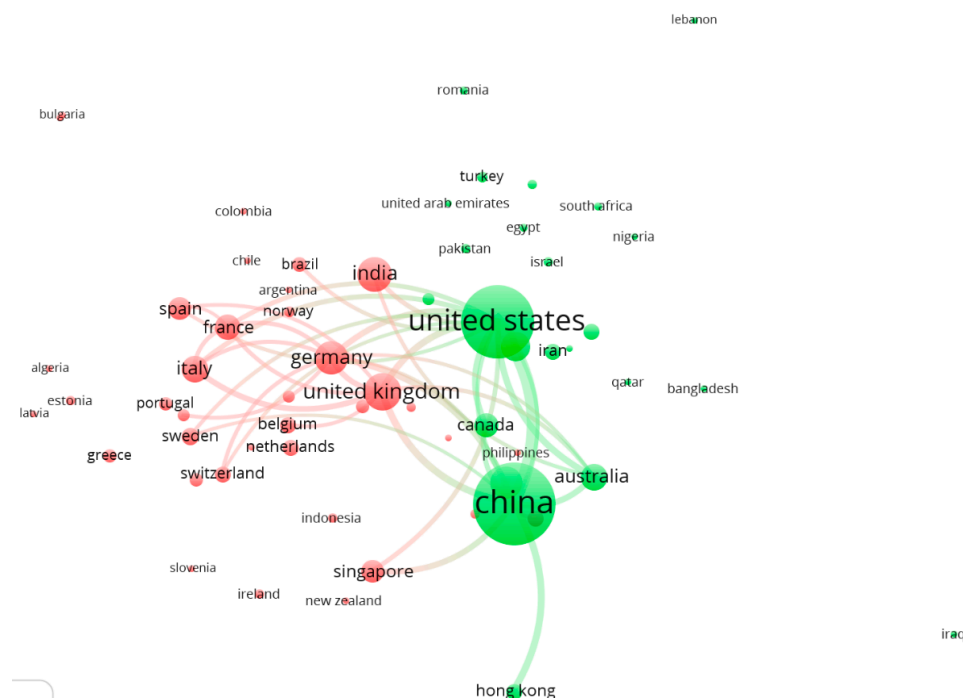 lebanon
romania
bulgaria
turkey
united arab emirates
south africa
colombia
egypt
nigeria
pakistan
chile
brazil
india
israel
argentina
spain
norway
france
united states
germany
iran
italy
algeria
qatar
united kingdom
bangladesh
estonia
portugal
latvia
belgium
canada
sweden
netherlands
philippines
greece
switzerland
australia
china
indonesia
slovenia
singapore
ireland
new zealand
iraq
hong kong